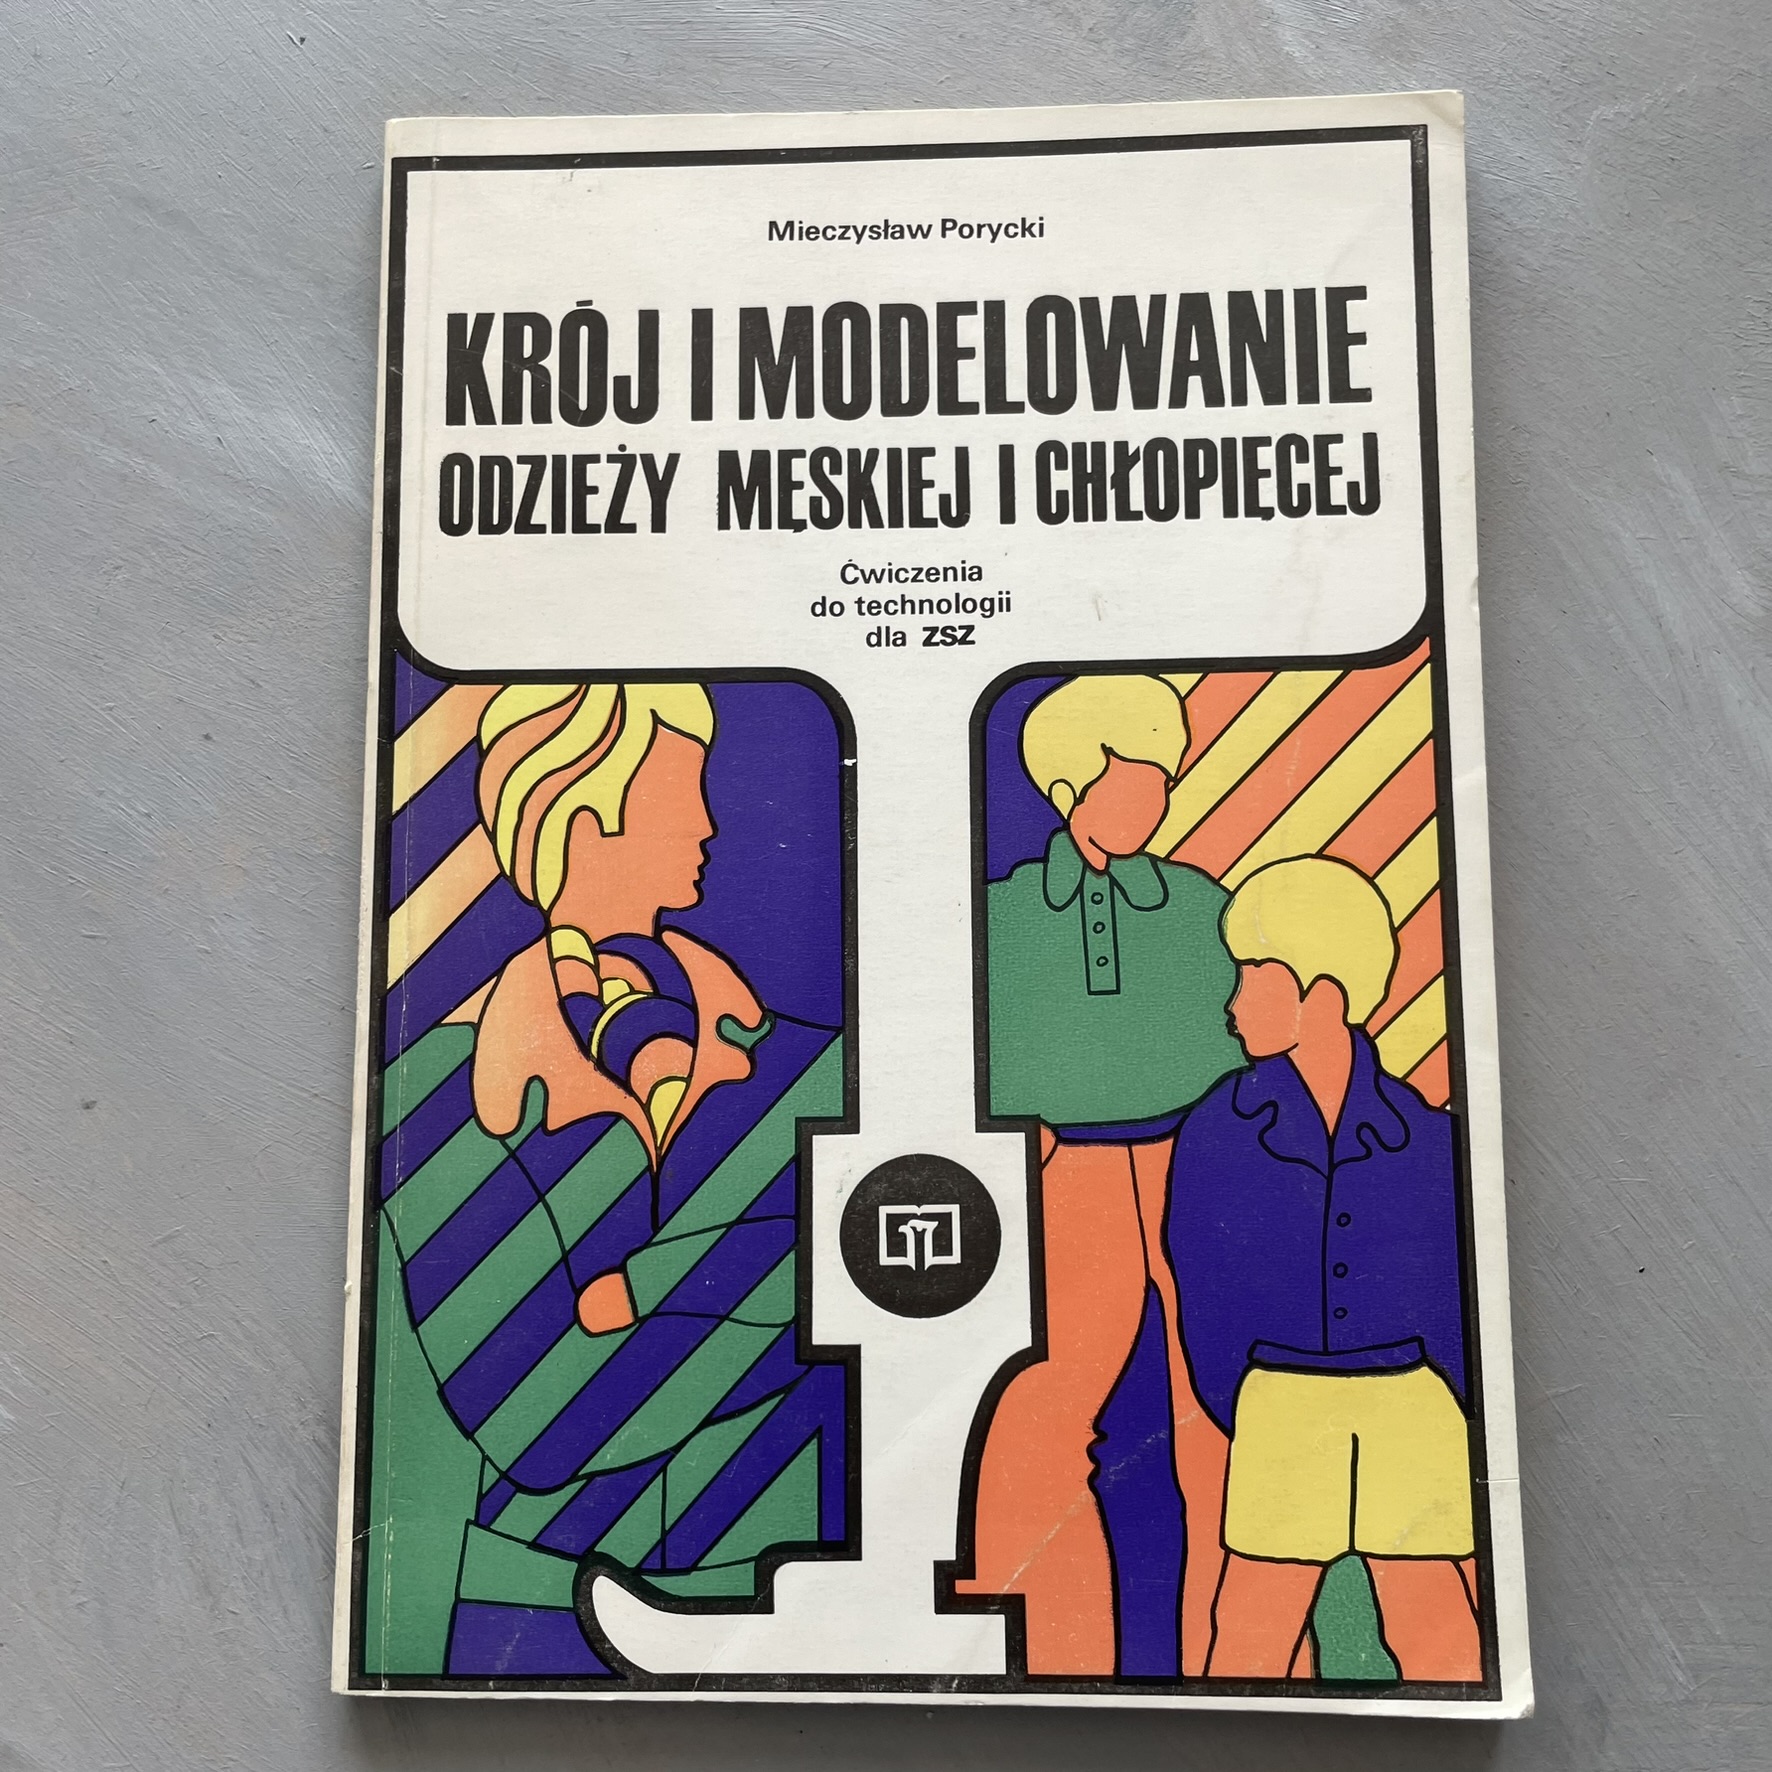 Mieczysław Porycki
KRÓJ I MODELOWANIE
ODZIEŻY MĘSKIEJ I CHŁOPIĘCEJ
Ćwiczenia
do technologii
dla ZSZ